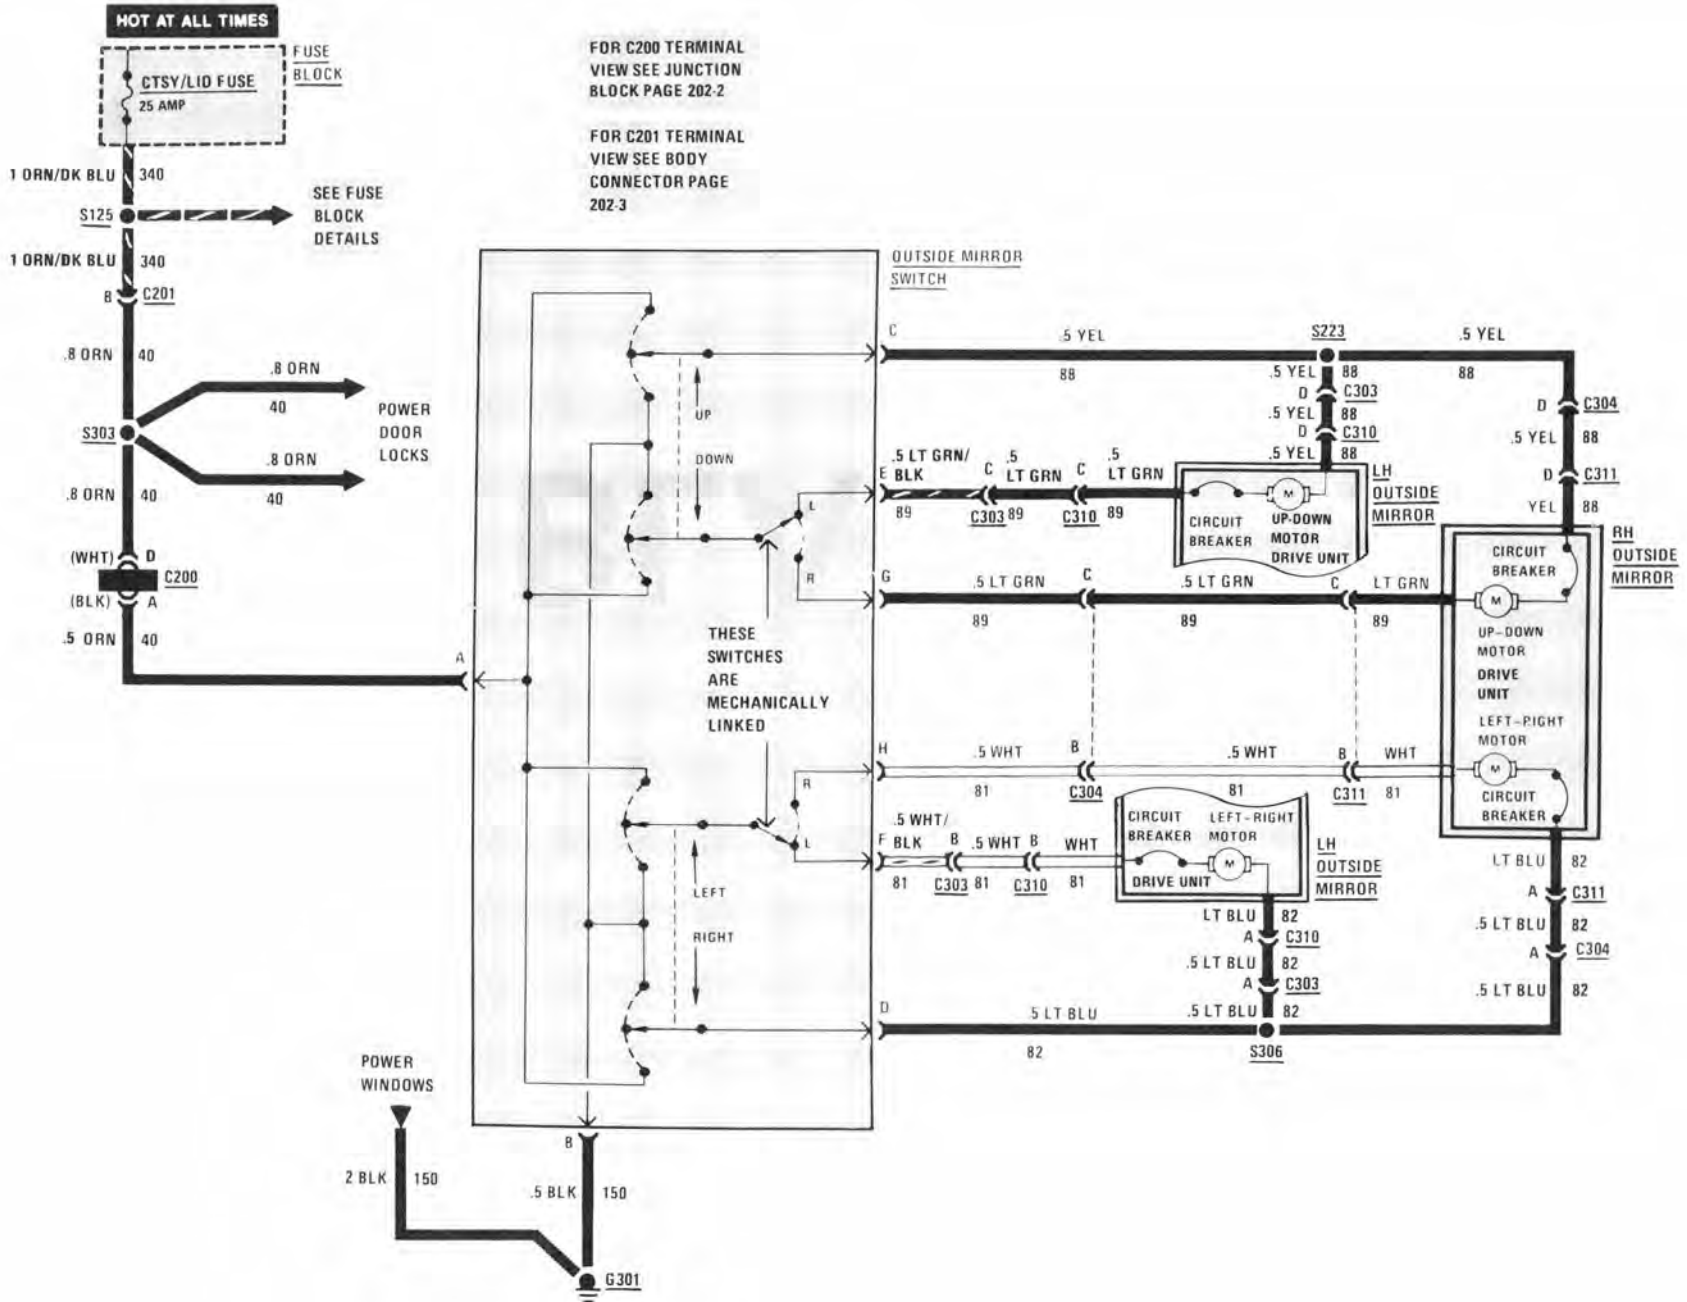 HOT AT ALL TIMES
FUSE
BLOCK
CTSY/LID FUSE
25 AMP
FOR C200 TERMINAL
VIEW SEE JUNCTION
BLOCK PAGE 202-2
FOR C201 TERMINAL
VIEW SEE BODY
CONNECTOR PAGE
202-3
1 ORN/DK BLU 340
S125
SEE FUSE
BLOCK
DETAILS
1 ORN/DK BLU 340
B C201
.8 ORN 40
.8 ORN
40
POWER
DOOR
LOCKS
S303
.8 ORN
40
.8 ORN 40
(WHT) D
C200
(BLK) A
.5 ORN 40
A
OUTSIDE MIRROR
SWITCH
UP
DOWN
L
R
THESE
SWITCHES
ARE
MECHANICALLY
LINKED
R
L
LEFT
RIGHT
C
.5 YEL
88
S223
.5 YEL
88
.5 YEL 88
D C303
.5 YEL 88
D C310
.5 YEL 88
D C304
.5 YEL 88
D C311
YEL 88
E
.5 LT GRN/
BLK
89
C
C303
.5
LT GRN
89
C
C310
.5
LT GRN
89
LH
OUTSIDE
MIRROR
CIRCUIT
BREAKER
M
UP-DOWN
MOTOR
DRIVE UNIT
RH
OUTSIDE
MIRROR
CIRCUIT
BREAKER
G
.5 LT GRN
89
C
.5 LT GRN
89
C
LT GRN
89
M
UP-DOWN
MOTOR
DRIVE
UNIT
LEFT-RIGHT
MOTOR
M
CIRCUIT
BREAKER
H
.5 WHT
81
B
C304
.5 WHT
81
B
C311
WHT
81
F
.5 WHT/
BLK
81
B
C303
.5 WHT
81
B
C310
WHT
81
CIRCUIT
BREAKER
LEFT-RIGHT
MOTOR
M
DRIVE UNIT
LH
OUTSIDE
MIRROR
LT BLU 82
A C310
.5 LT BLU 82
A C303
.5 LT BLU 82
LT BLU 82
A C311
.5 LT BLU 82
A C304
.5 LT BLU 82
D
.5 LT BLU
82
S306
POWER
WINDOWS
2 BLK 150
B
.5 BLK 150
G301